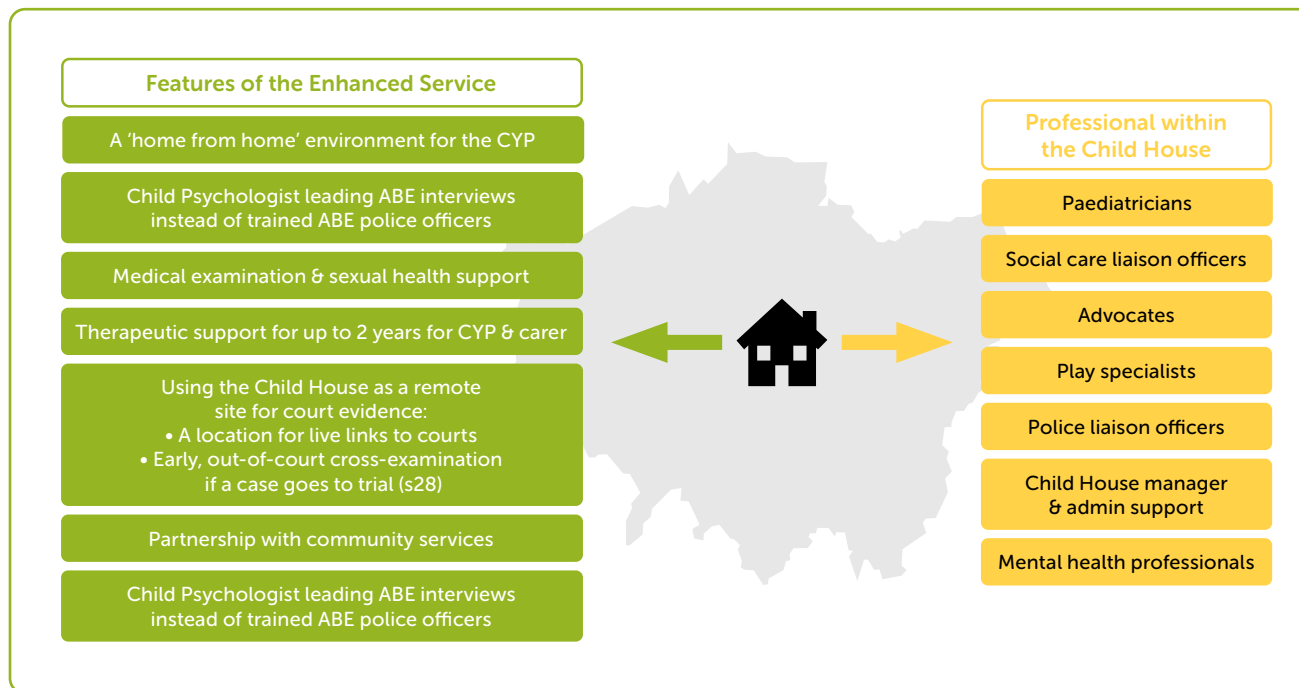 Features of the Enhanced Service
A ‘home from home’ environment for the CYP
Child Psychologist leading ABE interviews
instead of trained ABE police officers
Medical examination & sexual health support
Therapeutic support for up to 2 years for CYP & carer
Using the Child House as a remote
site for court evidence:
• A location for live links to courts
• Early, out-of-court cross-examination
if a case goes to trial (s28)
Partnership with community services
Child Psychologist leading ABE interviews
instead of trained ABE police officers
Professional within
the Child House
Paediatricians
Social care liaison officers
Advocates
Play specialists
Police liaison officers
Child House manager
& admin support
Mental health professionals